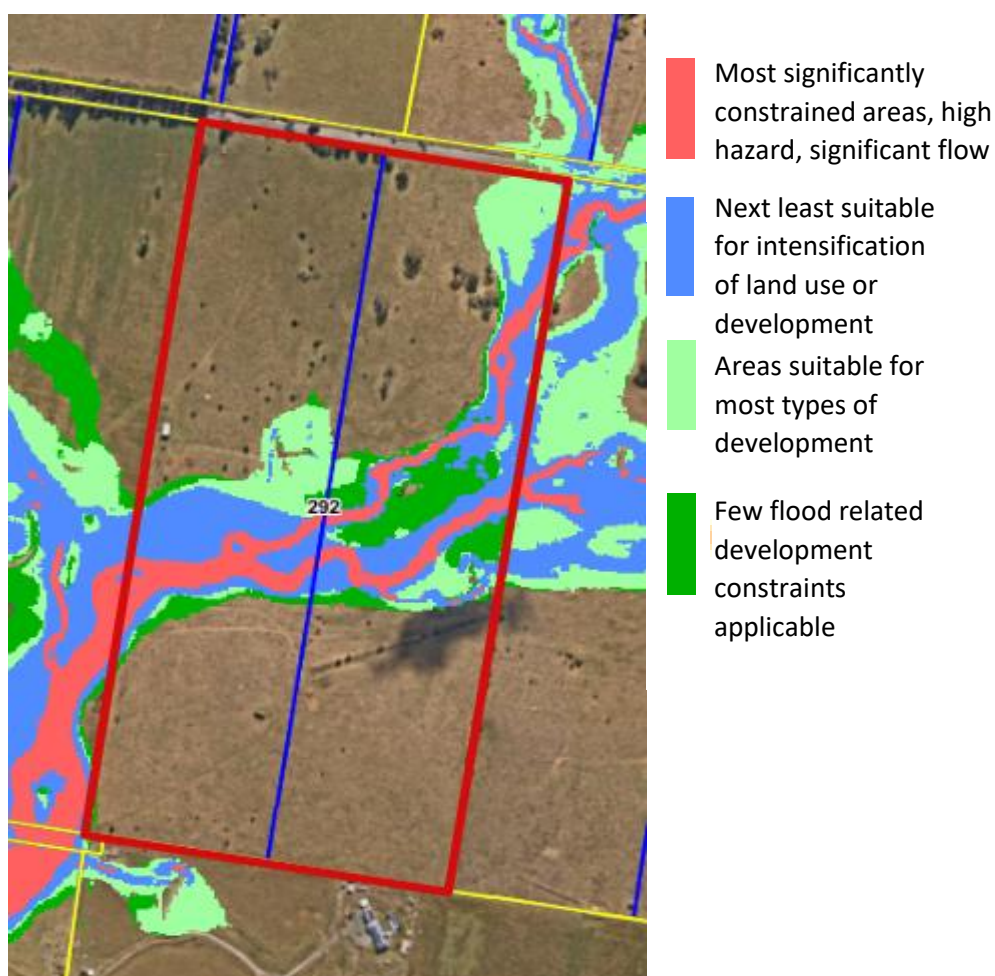 Most significantly
constrained areas, high
hazard, significant flow
Next least suitable
for intensification
of land use or
development
Areas suitable for
most types of
development
292
Few flood related
development
constraints
applicable